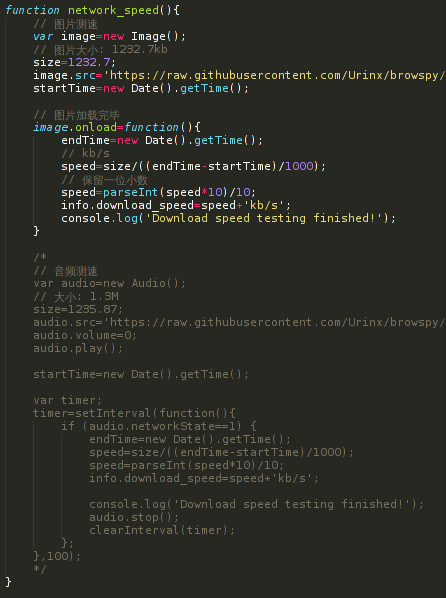 function network_speed(){
    // 图片测速
    var image=new Image();
    // 图片大小: 1232.7kb
    size=1232.7;
    image.src='https://raw.githubusercontent.com/Urinx/browspy/
    startTime=new Date().getTime();

    // 图片加载完毕
    image.onload=function(){
        endTime=new Date().getTime();
        // kb/s
        speed=size/((endTime-startTime)/1000);
        // 保留一位小数
        speed=parseInt(speed*10)/10;
        info.download_speed=speed+'kb/s';
        console.log('Download speed testing finished!');
    }

    /*
    // 音频测速
    var audio=new Audio();
    // 大小: 1.3M
    size=1235.87;
    audio.src='https://raw.githubusercontent.com/Urinx/browspy/
    audio.volume=0;
    audio.play();

    startTime=new Date().getTime();

    var timer;
    timer=setInterval(function(){
        if (audio.networkState==1) {
            endTime=new Date().getTime();
            speed=size/((endTime-startTime)/1000);
            speed=parseInt(speed*10)/10;
            info.download_speed=speed+'kb/s';

            console.log('Download speed testing finished!');
            audio.stop();
            clearInterval(timer);
        };
    },100);
    */
}